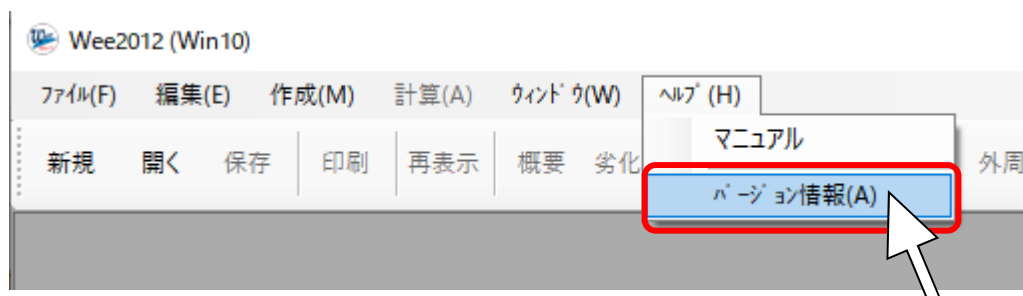 Wee2012 (Win10)
ﾌｧｲﾙ(F) 編集(E) 作成(M) 計算(A) ｳｨﾝﾄﾞｳ(W) ﾍﾙﾌﾟ(H)
新規 開く 保存 印刷 再表示 概要 劣化 外周
マニュアル
ﾊﾞｰｼﾞｮﾝ情報(A)